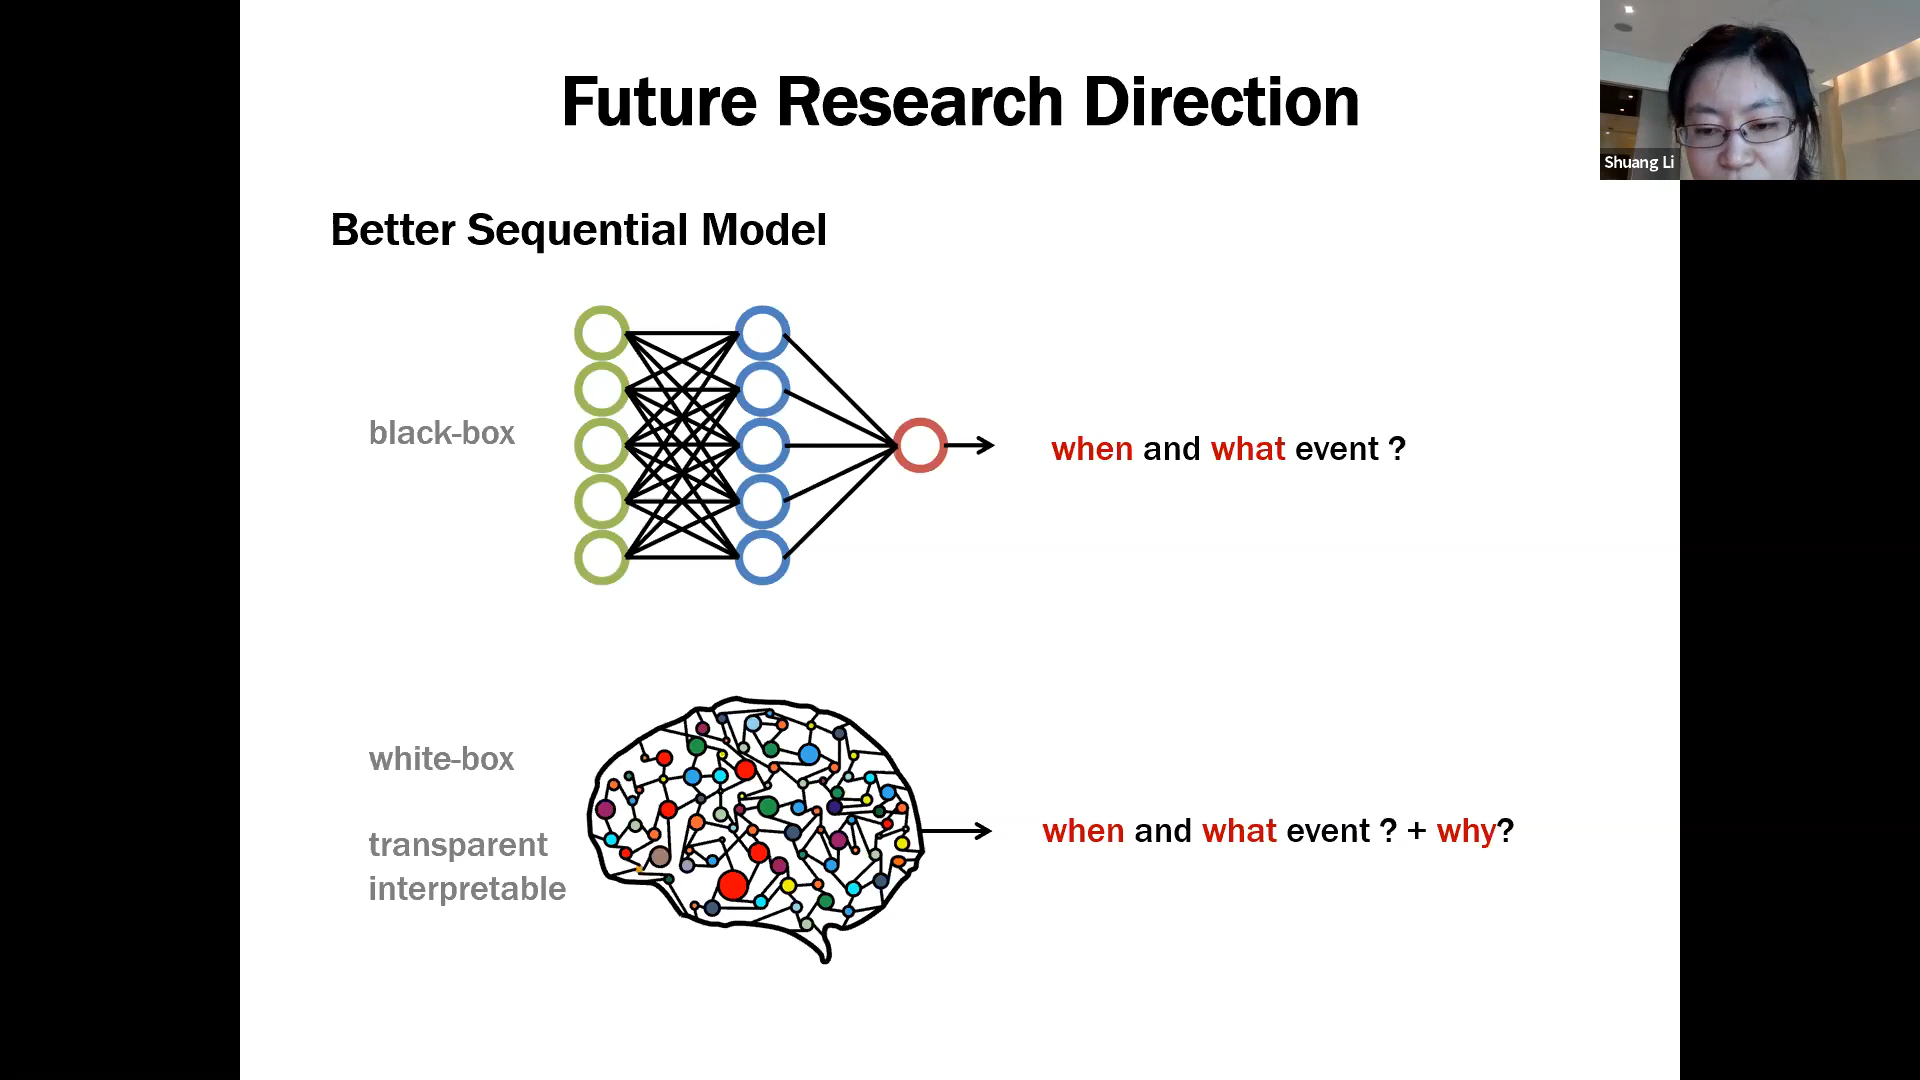 Future Research Direction
Shuang Li
Better Sequential Model
black-box
when and what event ?
white-box
transparent
interpretable
when and what event ? + why?